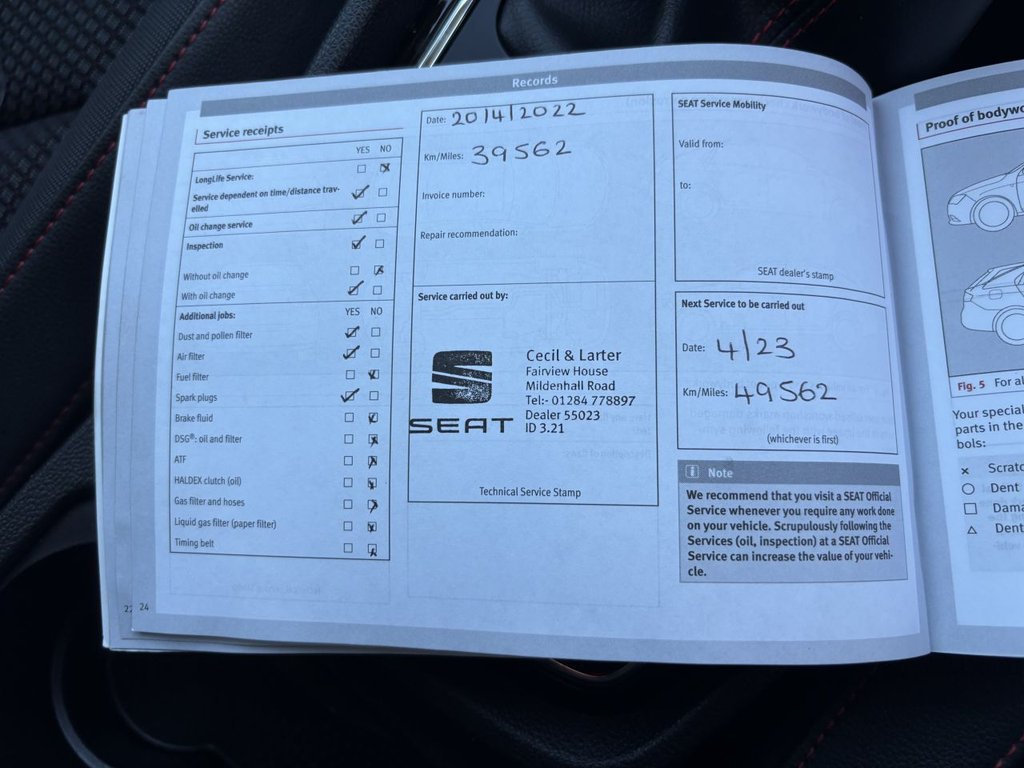 Records
Service receipts
YES NO
LongLife Service:
Service dependent on time/distance trav-
elled
Oil change service
Inspection
Without oil change
With oil change
Additional jobs: YES NO
Dust and pollen filter
Air filter
Fuel filter
Spark plugs
Brake fluid
DSG®: oil and filter
ATF
HALDEX clutch (oil)
Gas filter and hoses
Liquid gas filter (paper filter)
Timing belt
22 24
Date: 20/4/2022
Km/Miles: 39562
Invoice number:
Repair recommendation:
Service carried out by:
SEAT
Cecil & Larter
Fairview House
Mildenhall Road
Tel:- 01284 778897
Dealer 55023
ID 3.21
Technical Service Stamp
SEAT Service Mobility
Valid from:
to:
SEAT dealer's stamp
Next Service to be carried out
Date: 4/23
Km/Miles: 49562
(whichever is first)
Note
We recommend that you visit a SEAT Official
Service whenever you require any work done
on your vehicle. Scrupulously following the
Services (oil, inspection) at a SEAT Official
Service can increase the value of your vehi-
cle.
Proof of bodywo
Fig. 5 For al
Your special
parts in the
bols:
Scratc
Dent
Dama
Dent